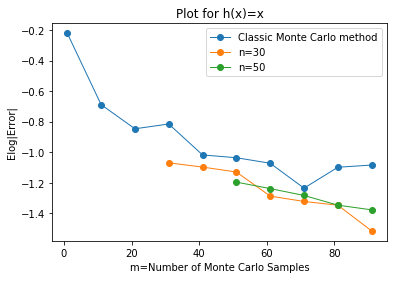 Plot for h(x)=x
Classic Monte Carlo method
n=30
n=50
Elog|Error|
−0.2
−0.4
−0.6
−0.8
−1.0
−1.2
−1.4
0 20 40 60 80
m=Number of Monte Carlo Samples